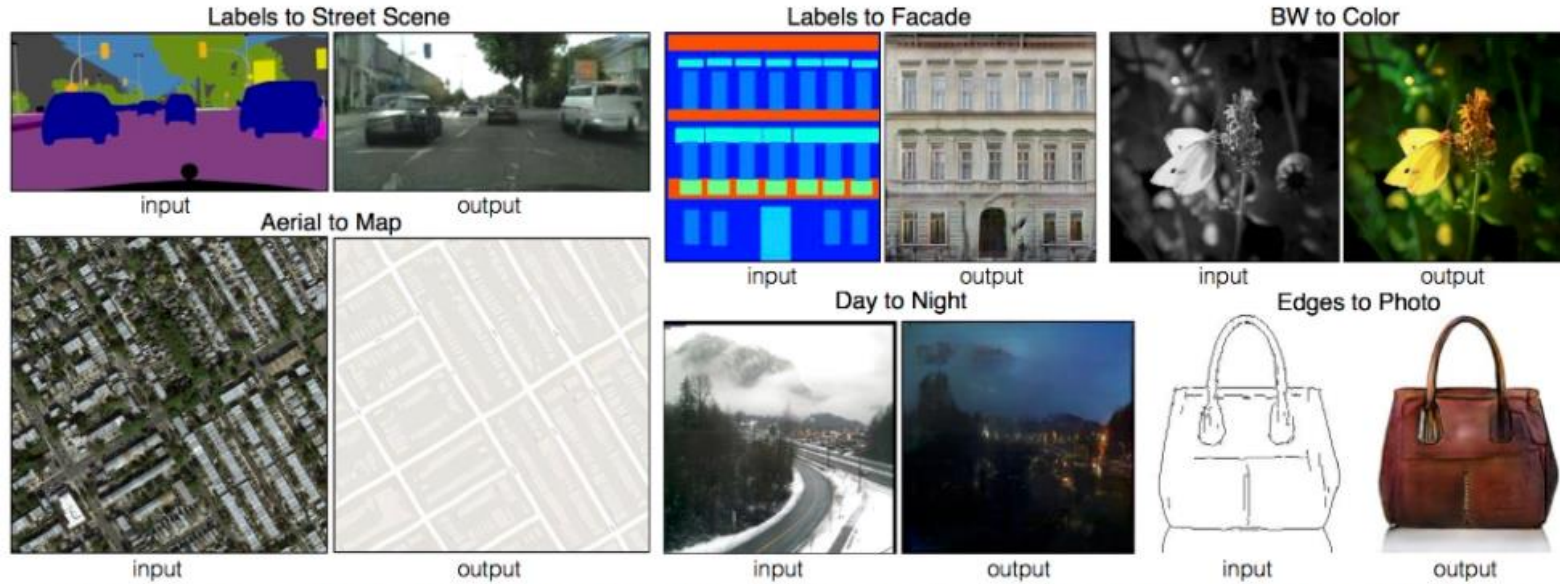 Labels to Street Scene
input
output
Aerial to Map
input
output
Labels to Facade
input
output
BW to Color
input
output
Day to Night
input
output
Edges to Photo
input
output